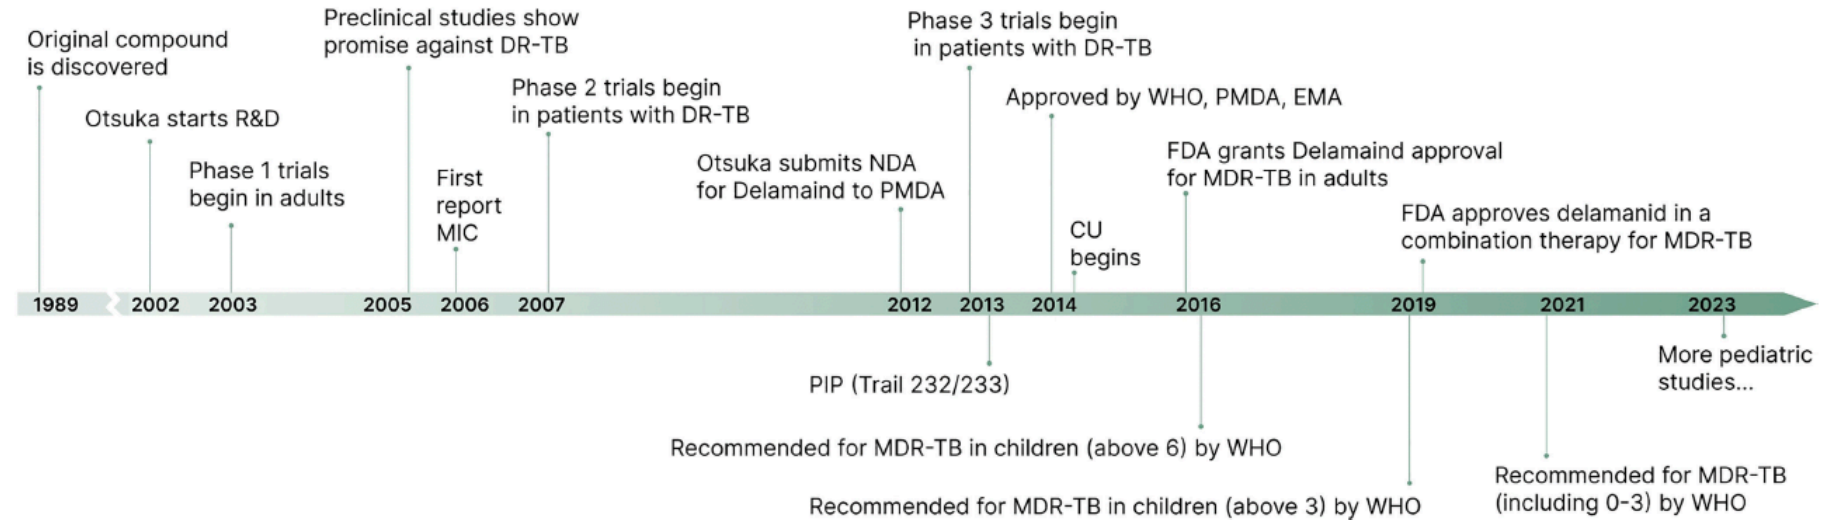 Original compound
is discovered
Otsuka starts R&D
Phase 1 trials
begin in adults
Preclinical studies show
promise against DR-TB
First
report
MIC
Phase 2 trials begin
in patients with DR-TB
Otsuka submits NDA
for Delamaind to PMDA
Phase 3 trials begin
in patients with DR-TB
Approved by WHO, PMDA, EMA
CU
begins
FDA grants Delamaind approval
for MDR-TB in adults
FDA approves delamanid in a
combination therapy for MDR-TB
1989 2002 2003 2005 2006 2007 2012 2013 2014 2016 2019 2021 2023
PIP (Trail 232/233)
Recommended for MDR-TB in children (above 6) by WHO
Recommended for MDR-TB in children (above 3) by WHO
Recommended for MDR-TB
(including 0-3) by WHO
More pediatric
studies...